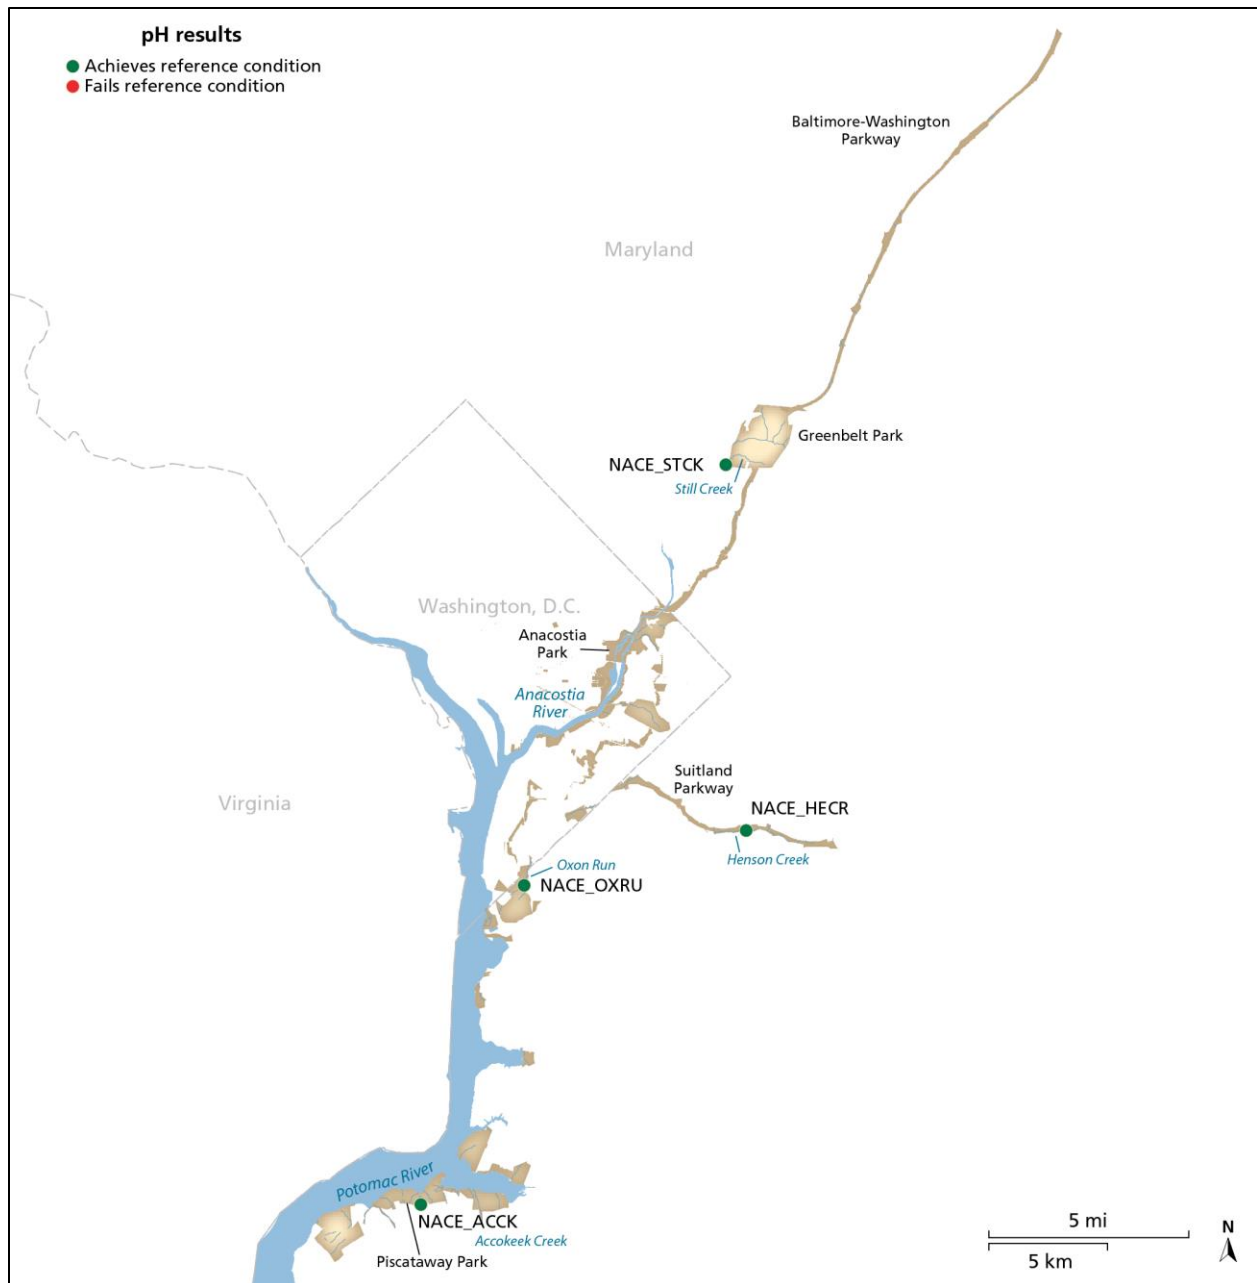 pH results
Achieves reference condition
Fails reference condition
Baltimore-Washington
Parkway
Maryland
Greenbelt Park
NACE_STCK
Still Creek
Washington, D.C.
Anacostia
Park
Anacostia
River
Suitland
Parkway
Virginia
NACE_HECR
Henson Creek
Oxon Run
NACE_OXRU
Potomac River
NACE_ACCK
Accokeek Creek
Piscataway Park
5 mi
5 km
N